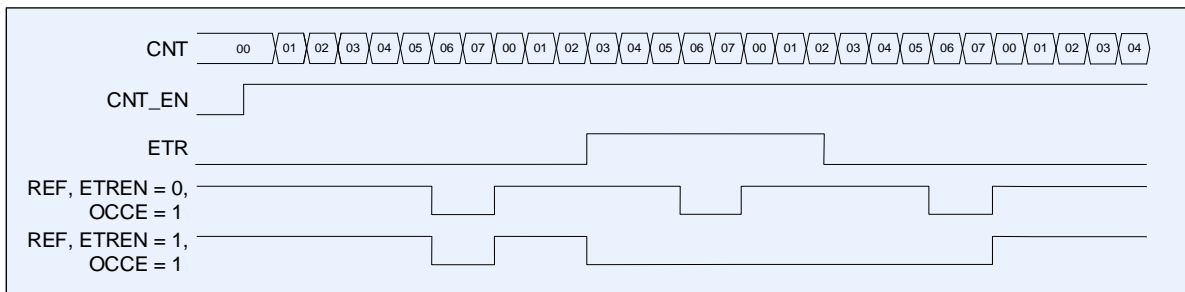 CNT 00 01 02 03 04 05 06 07 00 01 02 03 04 05 06 07 00 01 02 03 04 05 06 07 00 01 02 03 04
CNT_EN
ETR
REF, ETREN = 0,
OCCE = 1
REF, ETREN = 1,
OCCE = 1